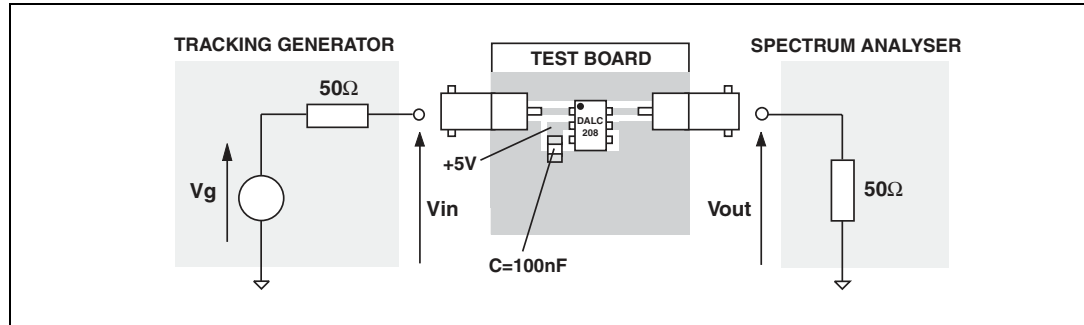 TRACKING GENERATOR
TEST BOARD
SPECTRUM ANALYSER
50Ω
DALC
208
+5V
Vg
Vin
Vout
50Ω
C=100nF